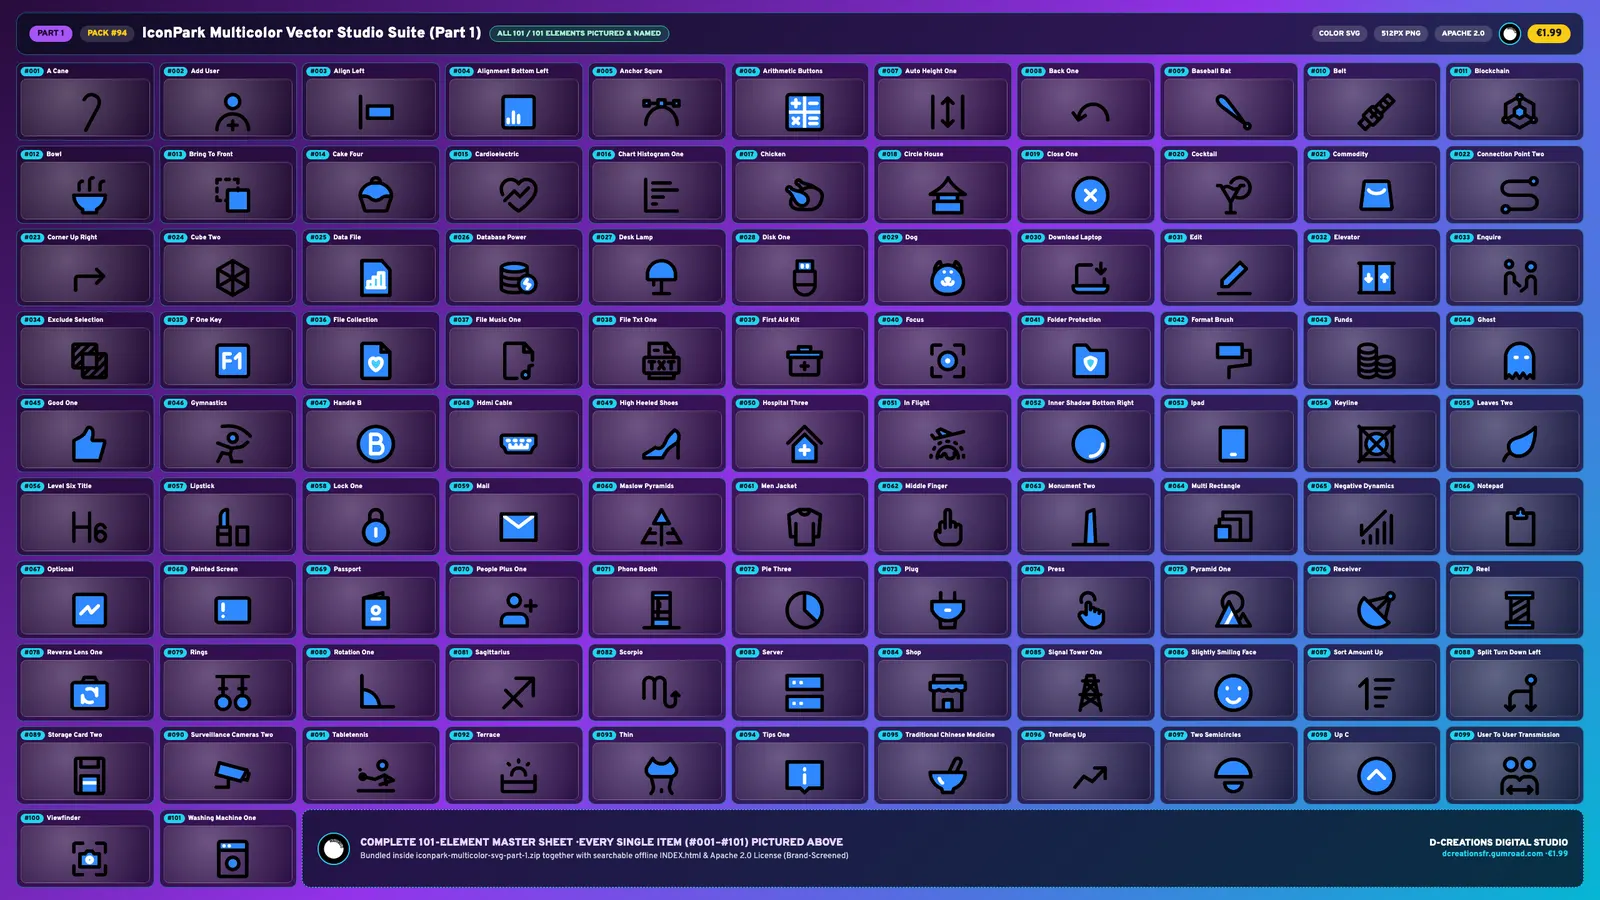 PART 1 PACK #94 IconPark Multicolor Vector Studio Suite (Part 1) ALL 101 / 101 ELEMENTS PICTURED & NAMED COLOR SVG 512PX PNG APACHE 2.0 €1.99
#001 A Cane #002 Add User #003 Align Left #004 Alignment Bottom Left #005 Anchor Squre #006 Arithmetic Buttons #007 Auto Height One #008 Back One #009 Baseball Bat #010 Belt #011 Blockchain
#012 Bowl #013 Bring To Front #014 Cake Four #015 Cardioelectric #016 Chart Histogram One #017 Chicken #018 Circle House #019 Close One #020 Cocktail #021 Commodity #022 Connection Point Two
#023 Corner Up Right #024 Cube Two #025 Data File #026 Database Power #027 Desk Lamp #028 Disk One #029 Dog #030 Download Laptop #031 Edit #032 Elevator #033 Enquire
#034 Exclude Selection #035 F One Key #036 File Collection #037 File Music One #038 File Txt One #039 First Aid Kit #040 Focus #041 Folder Protection #042 Format Brush #043 Funds #044 Ghost
F1 TXT
#045 Good One #046 Gymnastics #047 Handle B #048 Hdmi Cable #049 High Heeled Shoes #050 Hospital Three #051 In Flight #052 Inner Shadow Bottom Right #053 Ipad #054 Keyline #055 Leaves Two
B
#056 Level Six Title #057 Lipstick #058 Lock One #059 Mail #060 Maslow Pyramids #061 Men Jacket #062 Middle Finger #063 Monument Two #064 Multi Rectangle #065 Negative Dynamics #066 Notepad
H6
#067 Optional #068 Painted Screen #069 Passport #070 People Plus One #071 Phone Booth #072 Pie Three #073 Plug #074 Press #075 Pyramid One #076 Receiver #077 Reel
#078 Reverse Lens One #079 Rings #080 Rotation One #081 Sagittarius #082 Scorpio #083 Server #084 Shop #085 Signal Tower One #086 Slightly Smiling Face #087 Sort Amount Up #088 Split Turn Down Left
1
#089 Storage Card Two #090 Surveillance Cameras Two #091 Tabletennis #092 Terrace #093 Thin #094 Tips One #095 Traditional Chinese Medicine #096 Trending Up #097 Two Semicircles #098 Up C #099 User To User Transmission
i
#100 Viewfinder #101 Washing Machine One
COMPLETE 101-ELEMENT MASTER SHEET · EVERY SINGLE ITEM (#001–#101) PICTURED ABOVE
Bundled inside iconpark-multicolor-svg-part-1.zip together with searchable offline INDEX.html & Apache 2.0 License (Brand-Screened)
D-CREATIONS DIGITAL STUDIO
dcreationsfr.gumroad.com · €1.99